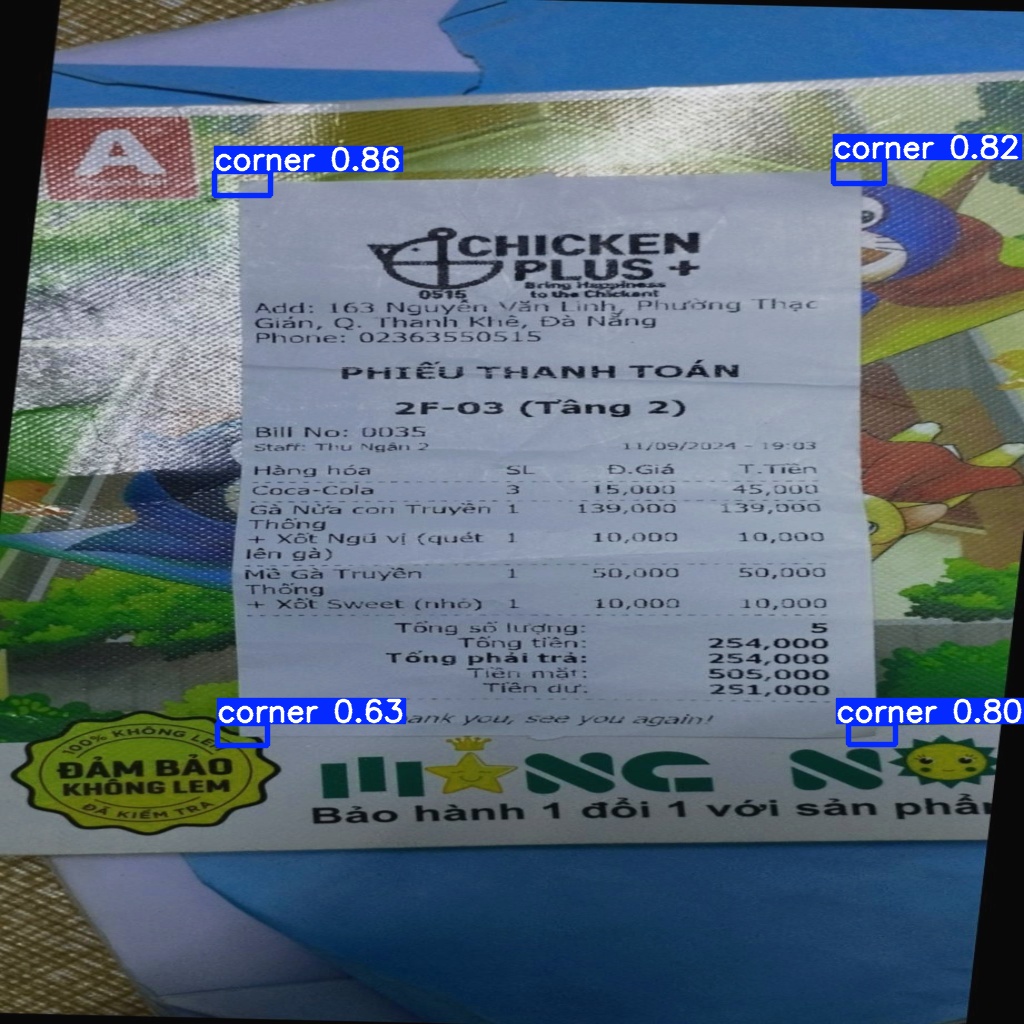 corner 0.86
corner 0.82
A
CHICKEN
PLUS +
Bring Happiness
to the Chicken!
0515
Add: 163 Nguyễn Văn Linh, Phường Thạc
Gián, Q. Thanh Khê, Đà Nẵng
Phone: 02363550515
PHIẾU THANH TOÁN
2F-03 (Tầng 2)
Bill No: 0035
Staff: Thu Ngân 2 11/09/2024 - 19:03
Hàng hóa SL Đ.Giá T.Tiền
Coca-Cola 3 15,000 45,000
Gà Nửa con Truyền 1 139,000 139,000
Thống
+ Xốt Ngũ vị (quét 1 10,000 10,000
lên gà)
Mề Gà Truyền 1 50,000 50,000
Thống
+ Xốt Sweet (nhỏ) 1 10,000 10,000
Tổng số lượng: 5
Tổng tiền: 254,000
Tổng phải trả: 254,000
Tiền mặt: 505,000
Tiền dư: 251,000
corner 0.63
corner 0.80
ank you, see you again!
100% KHÔNG LE
ĐẢM BẢO
KHÔNG LEM
ĐÃ KIỂM TRA
Bảo hành 1 đổi 1 với sản phẩ